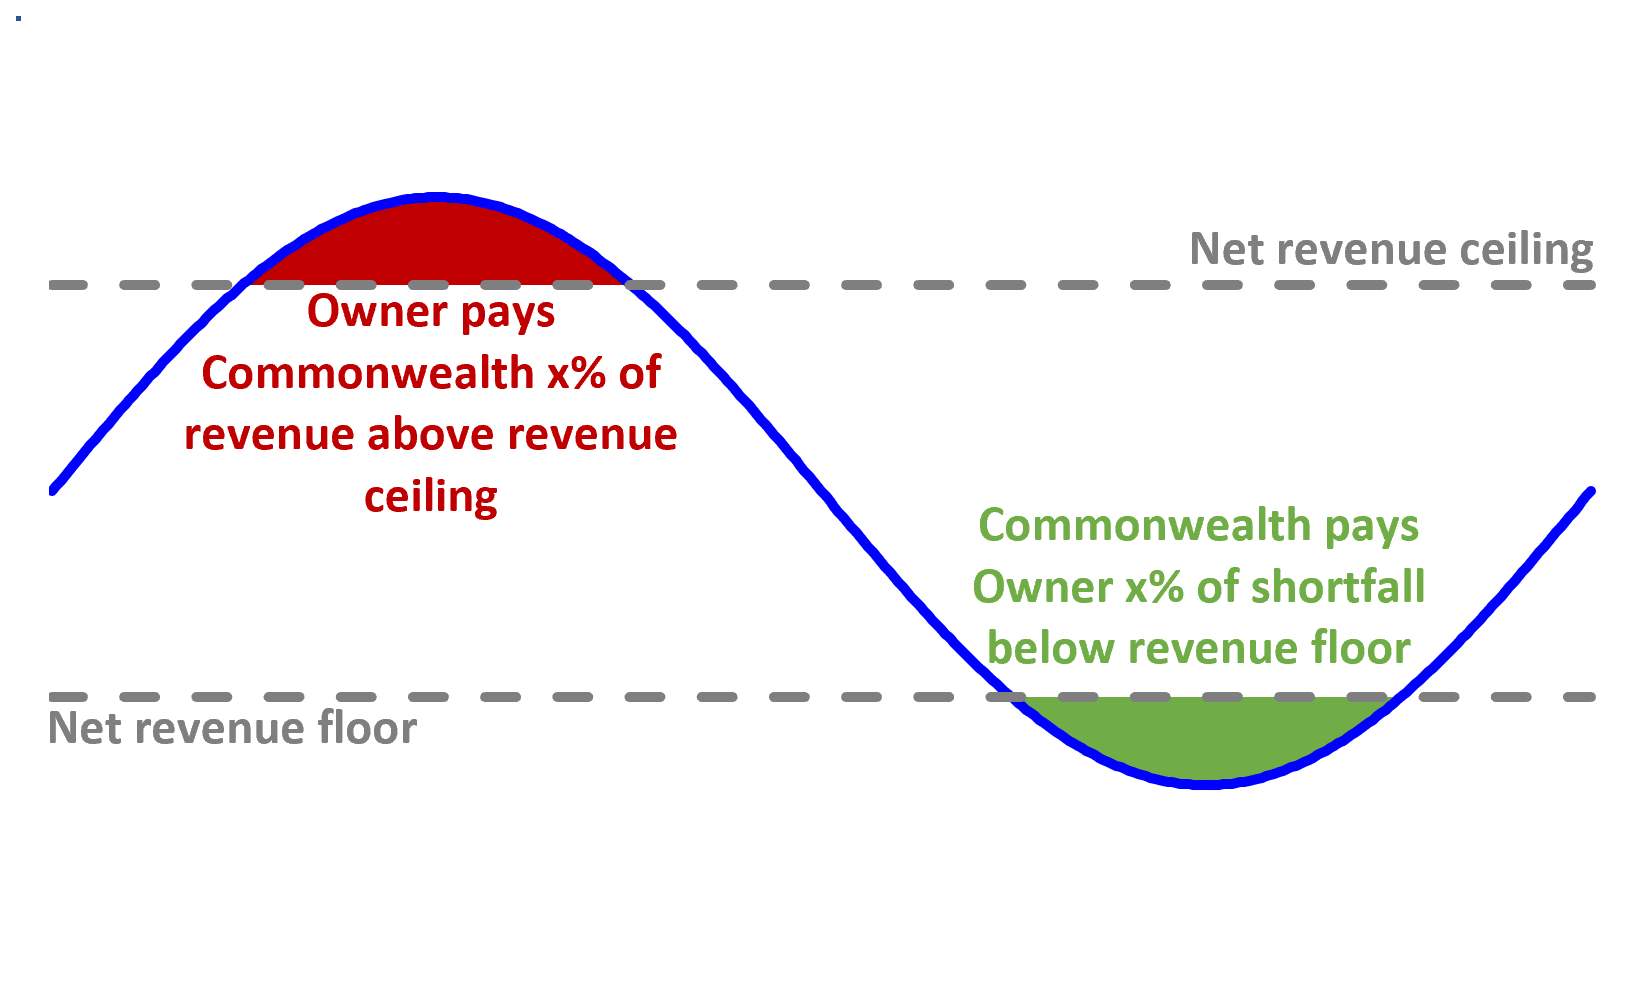 Net revenue ceiling
Owner pays
Commonwealth x% of
revenue above revenue
ceiling
Commonwealth pays
Owner x% of shortfall
below revenue floor
Net revenue floor